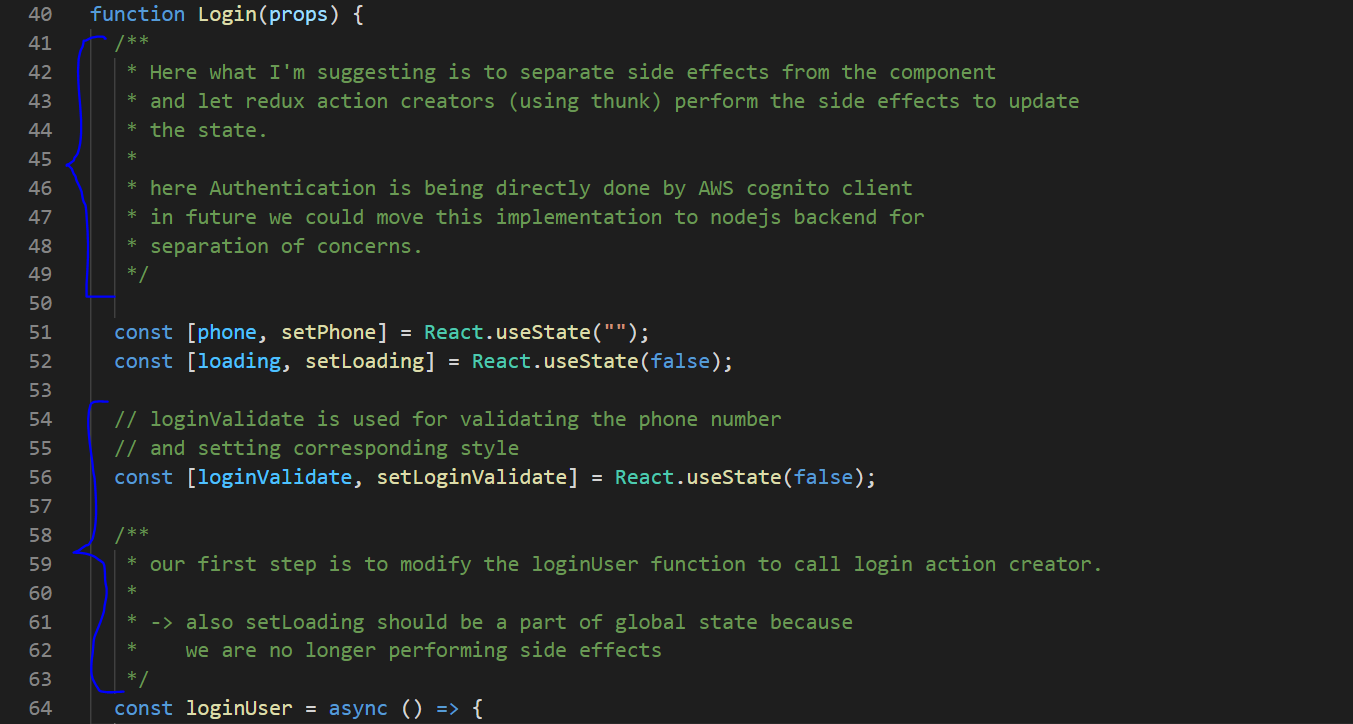 40 function Login(props) {
41 /**
42 * Here what I'm suggesting is to separate side effects from the component
43 * and let redux action creators (using thunk) perform the side effects to update
44 * the state.
45 *
46 * here Authentication is being directly done by AWS cognito client
47 * in future we could move this implementation to nodejs backend for
48 * separation of concerns.
49 */
50
51 const [phone, setPhone] = React.useState("");
52 const [loading, setLoading] = React.useState(false);
53
54 // loginValidate is used for validating the phone number
55 // and setting corresponding style
56 const [loginValidate, setLoginValidate] = React.useState(false);
57
58 /**
59 * our first step is to modify the loginUser function to call login action creator.
60 *
61 * -> also setLoading should be a part of global state because
62 * we are no longer performing side effects
63 */
64 const loginUser = async () => {